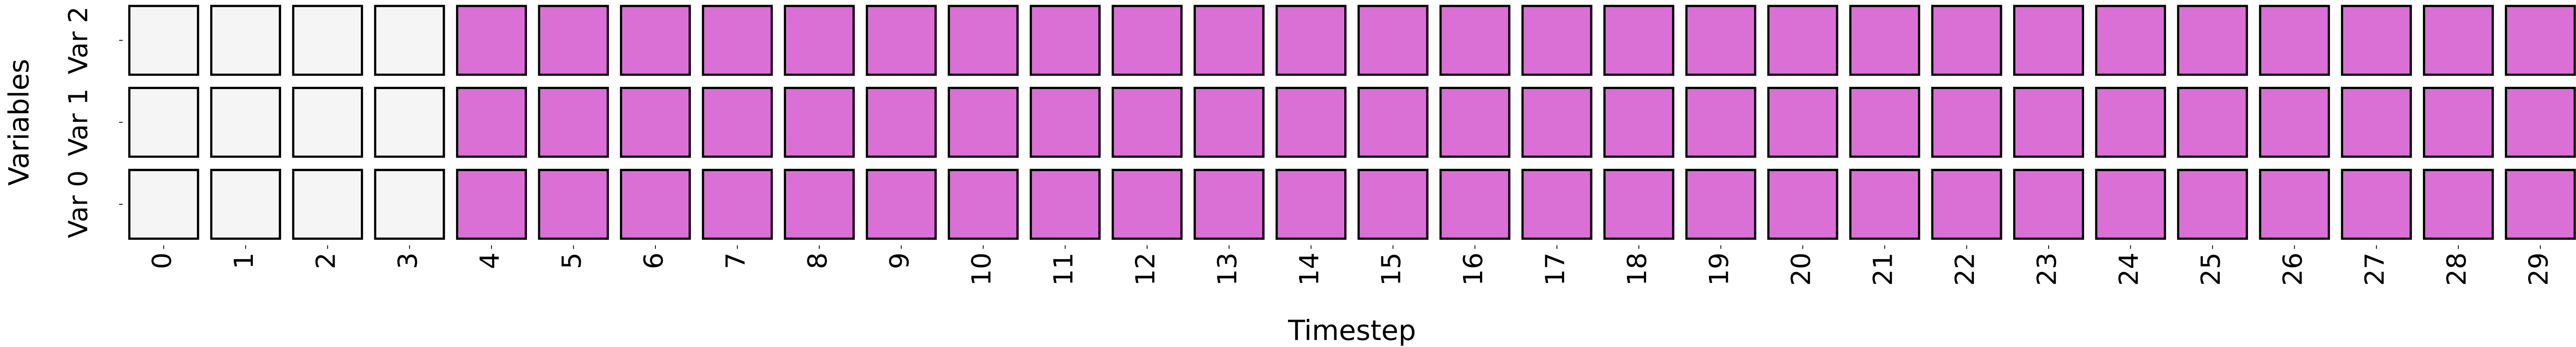 Variables
Var 2
Var 1
Var 0
0 1 2 3 4 5 6 7 8 9 10 11 12 13 14 15 16 17 18 19 20 21 22 23 24 25 26 27 28 29
Timestep